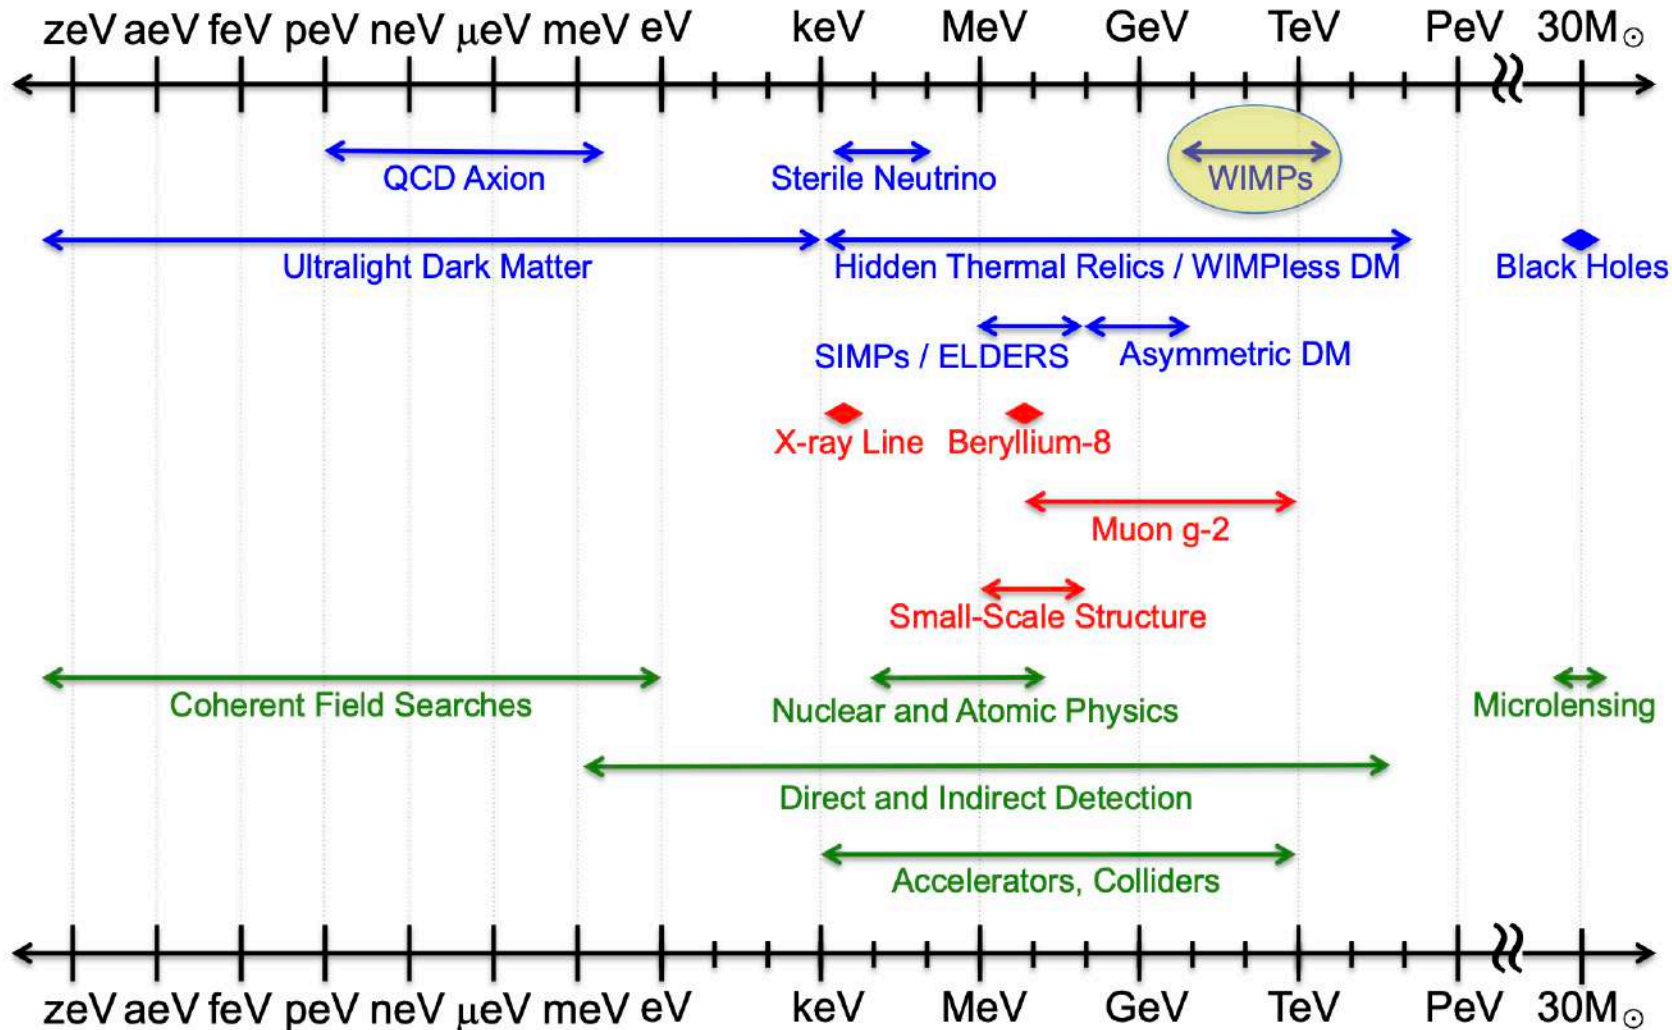 zeV aeV feV peV neV μeV meV eV keV MeV GeV TeV PeV 30M☉
QCD Axion Sterile Neutrino WIMPs
Ultralight Dark Matter Hidden Thermal Relics / WIMPless DM Black Holes
SIMPs / ELDERS Asymmetric DM
X-ray Line Beryllium-8
Muon g-2
Small-Scale Structure
Coherent Field Searches Nuclear and Atomic Physics Microlensing
Direct and Indirect Detection
Accelerators, Colliders
zeV aeV feV peV neV μeV meV eV keV MeV GeV TeV PeV 30M☉